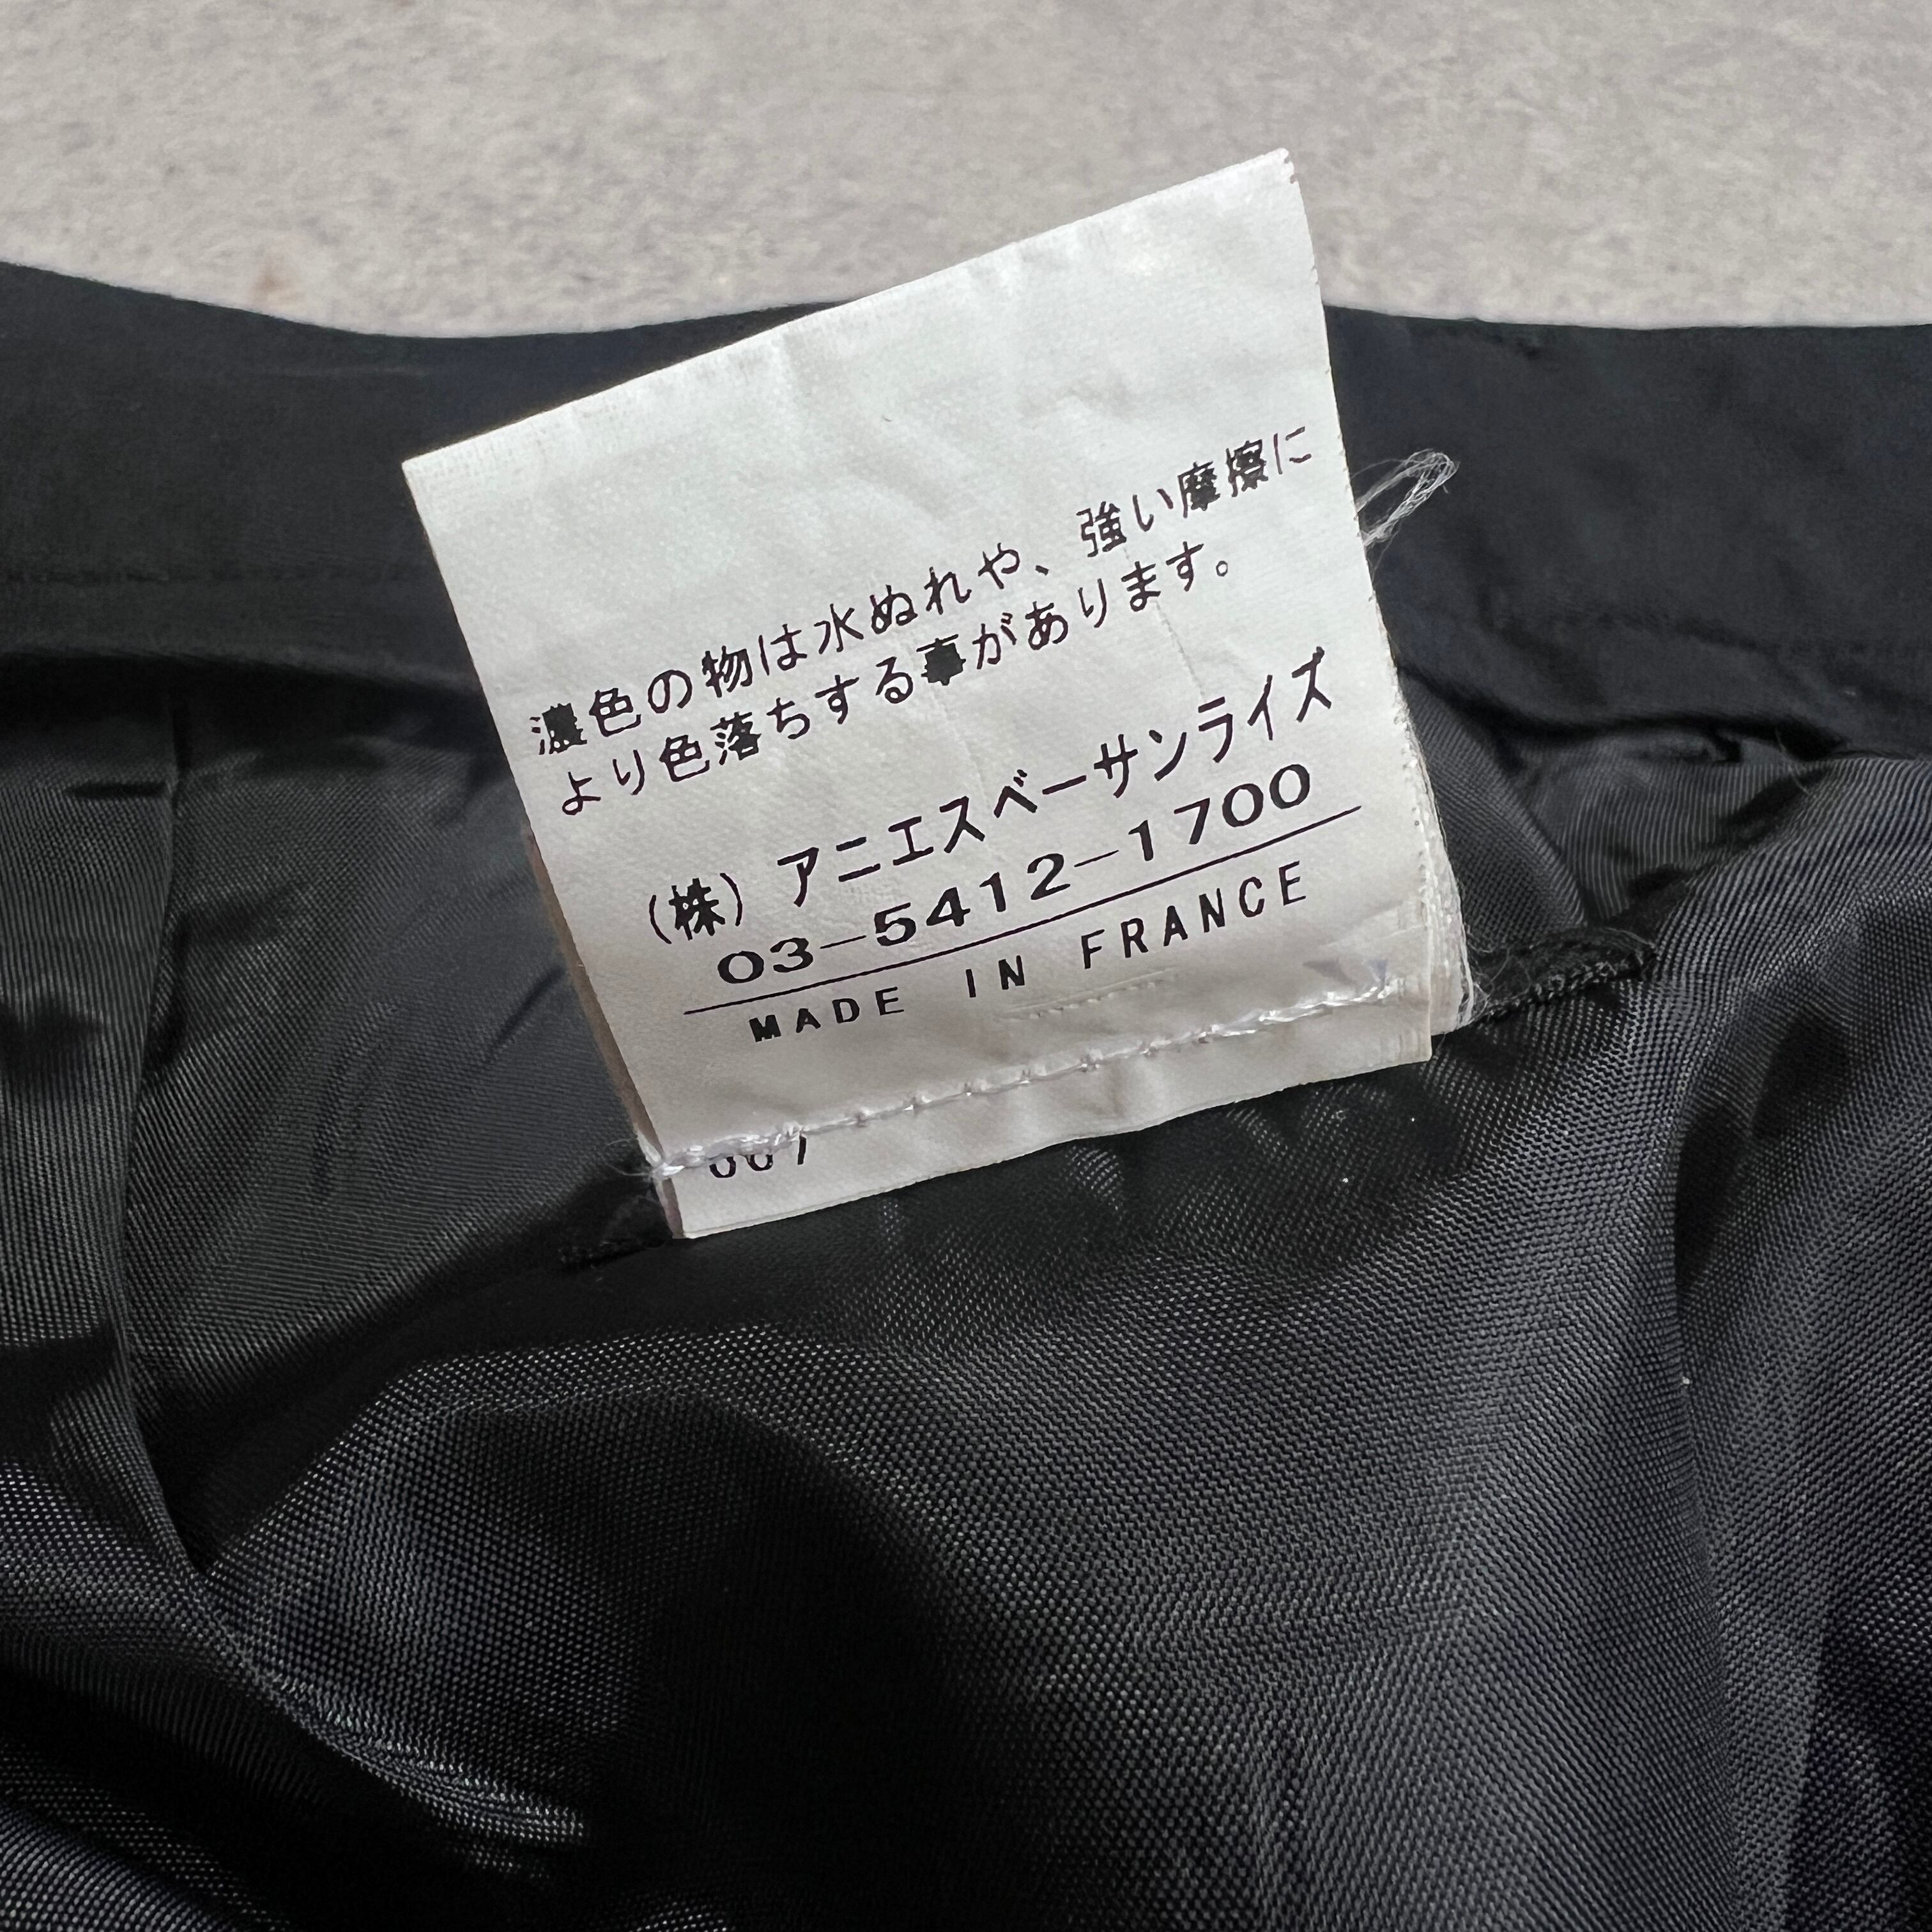 濃色の物は水ぬれや、強い摩擦に
より色落ちする事があります。
(株) アニエスベーサンライズ
03-5412-1700
MADE IN FRANCE